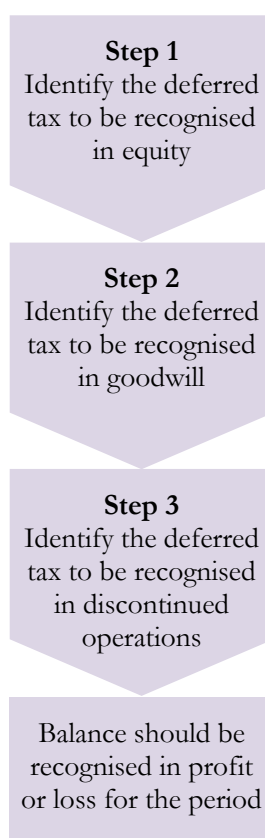 Step 1
Identify the deferred
tax to be recognised
in equity
Step 2
Identify the deferred
tax to be recognised
in goodwill
Step 3
Identify the deferred
tax to be recognised
in discontinued
operations
Balance should be
recognised in profit
or loss for the period